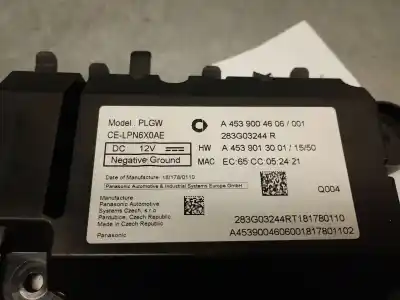 Model : PLGW
A 453 900 46 06 / 001
CE-LPN6X0AE
283G03244 R
DC 12V
HW A 453 901 30 01 / 15/50
Negative Ground
MAC EC:65:CC:05:24:21
Date of Manufacture: 18/178/0110
Panasonic Automotive & Industrial Systems Europe GmbH
Q004
Manufactured by
Panasonic Automotive
Systems Czech, s.r.o
Pardubice, Czech Republic
Made in Czech Republic
283G03244RT181780110
Panasonic
A4539004606001817801102